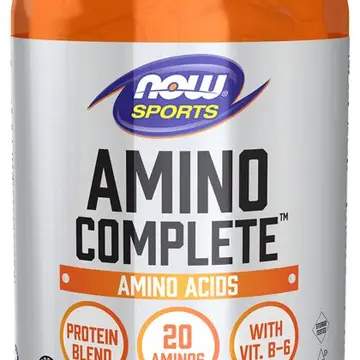 NOW
SPORTS
AMINO
COMPLETE™
AMINO ACIDS
PROTEIN
BLEND
20
AMINOS
WITH
VIT. B-6